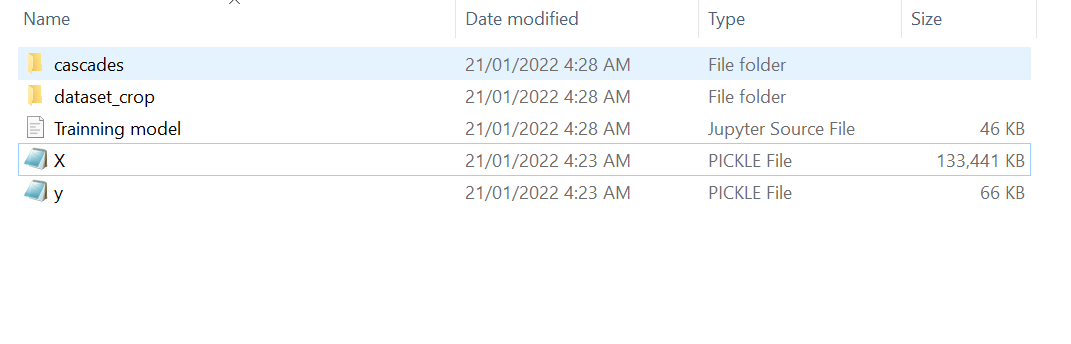 Name Date modified Type Size
cascades 21/01/2022 4:28 AM File folder
dataset_crop 21/01/2022 4:28 AM File folder
Trainning model 21/01/2022 4:28 AM Jupyter Source File 46 KB
X 21/01/2022 4:23 AM PICKLE File 133,441 KB
y 21/01/2022 4:23 AM PICKLE File 66 KB